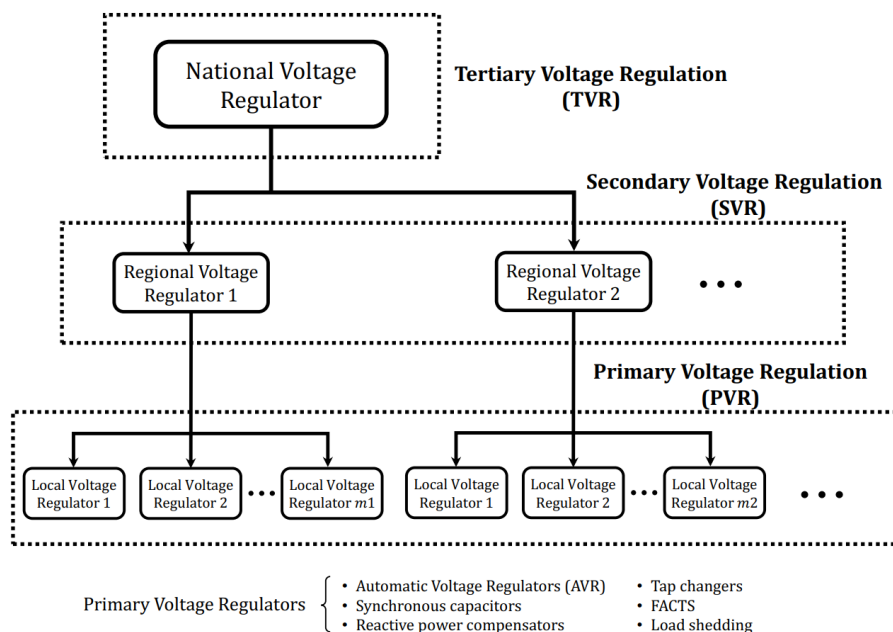 National Voltage
Regulator
Tertiary Voltage Regulation
(TVR)
Secondary Voltage Regulation
(SVR)
Regional Voltage
Regulator 1
Regional Voltage
Regulator 2
• • •
Primary Voltage Regulation
(PVR)
Local Voltage
Regulator 1
Local Voltage
Regulator 2
• • •
Local Voltage
Regulator m1
Local Voltage
Regulator 1
Local Voltage
Regulator 2
• • •
Local Voltage
Regulator m2
• • •
Primary Voltage Regulators
• Automatic Voltage Regulators (AVR)
• Synchronous capacitors
• Reactive power compensators
• Tap changers
• FACTS
• Load shedding